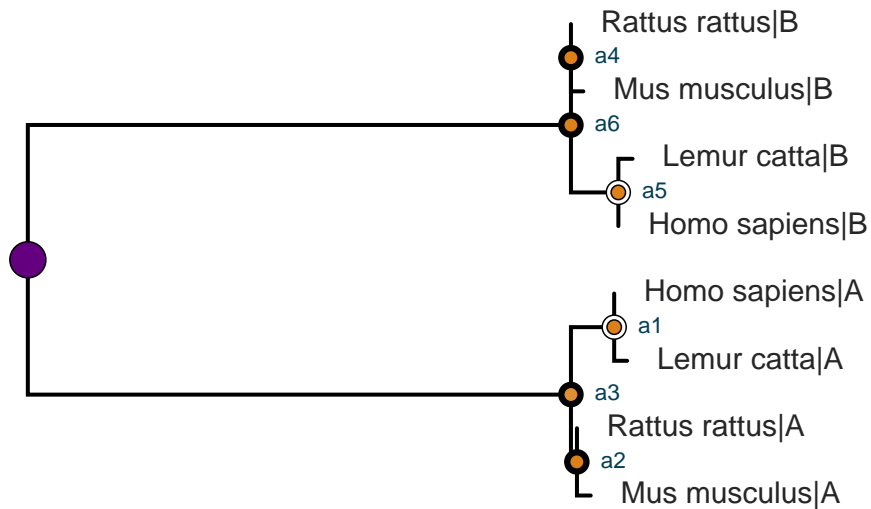 Rattus rattus|B
a4
Mus musculus|B
a6
Lemur catta|B
a5
Homo sapiens|B
Homo sapiens|A
a1
Lemur catta|A
a3
Rattus rattus|A
a2
Mus musculus|A